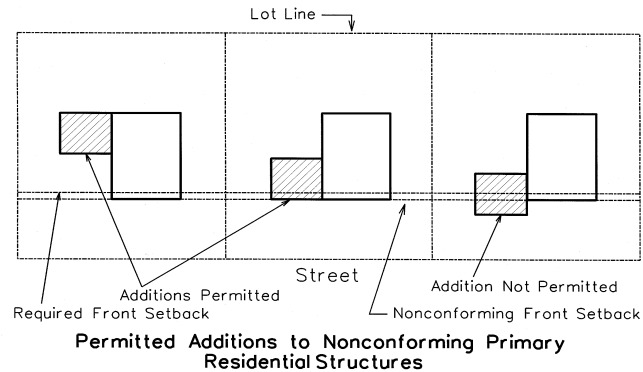 Lot Line
Street
Additions Permitted
Addition Not Permitted
Required Front Setback
Nonconforming Front Setback
Permitted Additions to Nonconforming Primary
Residential Structures